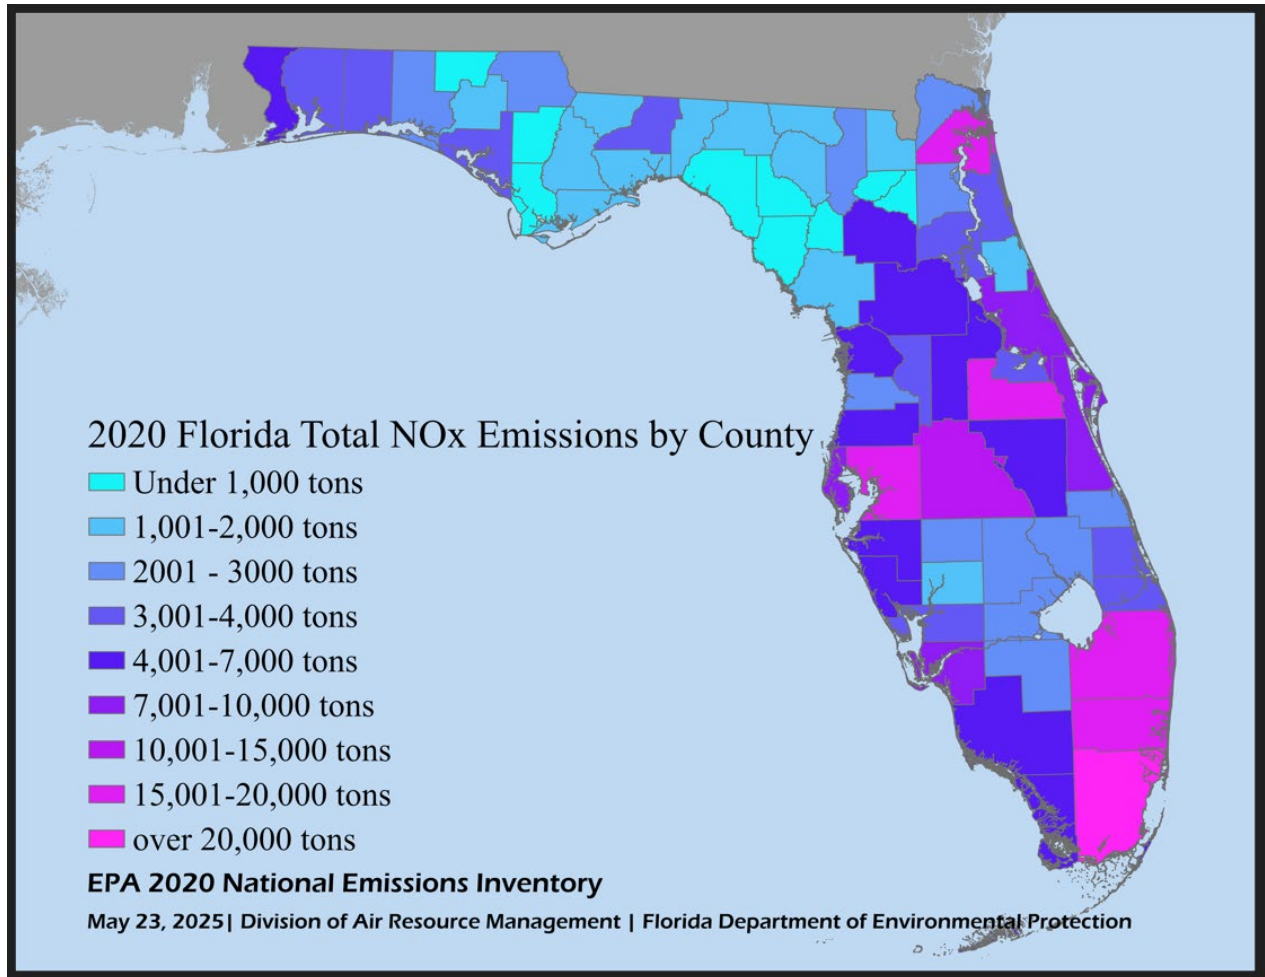 2020 Florida Total NOx Emissions by County
Under 1,000 tons
1,001-2,000 tons
2001 - 3000 tons
3,001-4,000 tons
4,001-7,000 tons
7,001-10,000 tons
10,001-15,000 tons
15,001-20,000 tons
over 20,000 tons
EPA 2020 National Emissions Inventory
May 23, 2025| Division of Air Resource Management | Florida Department of Environmental Protection